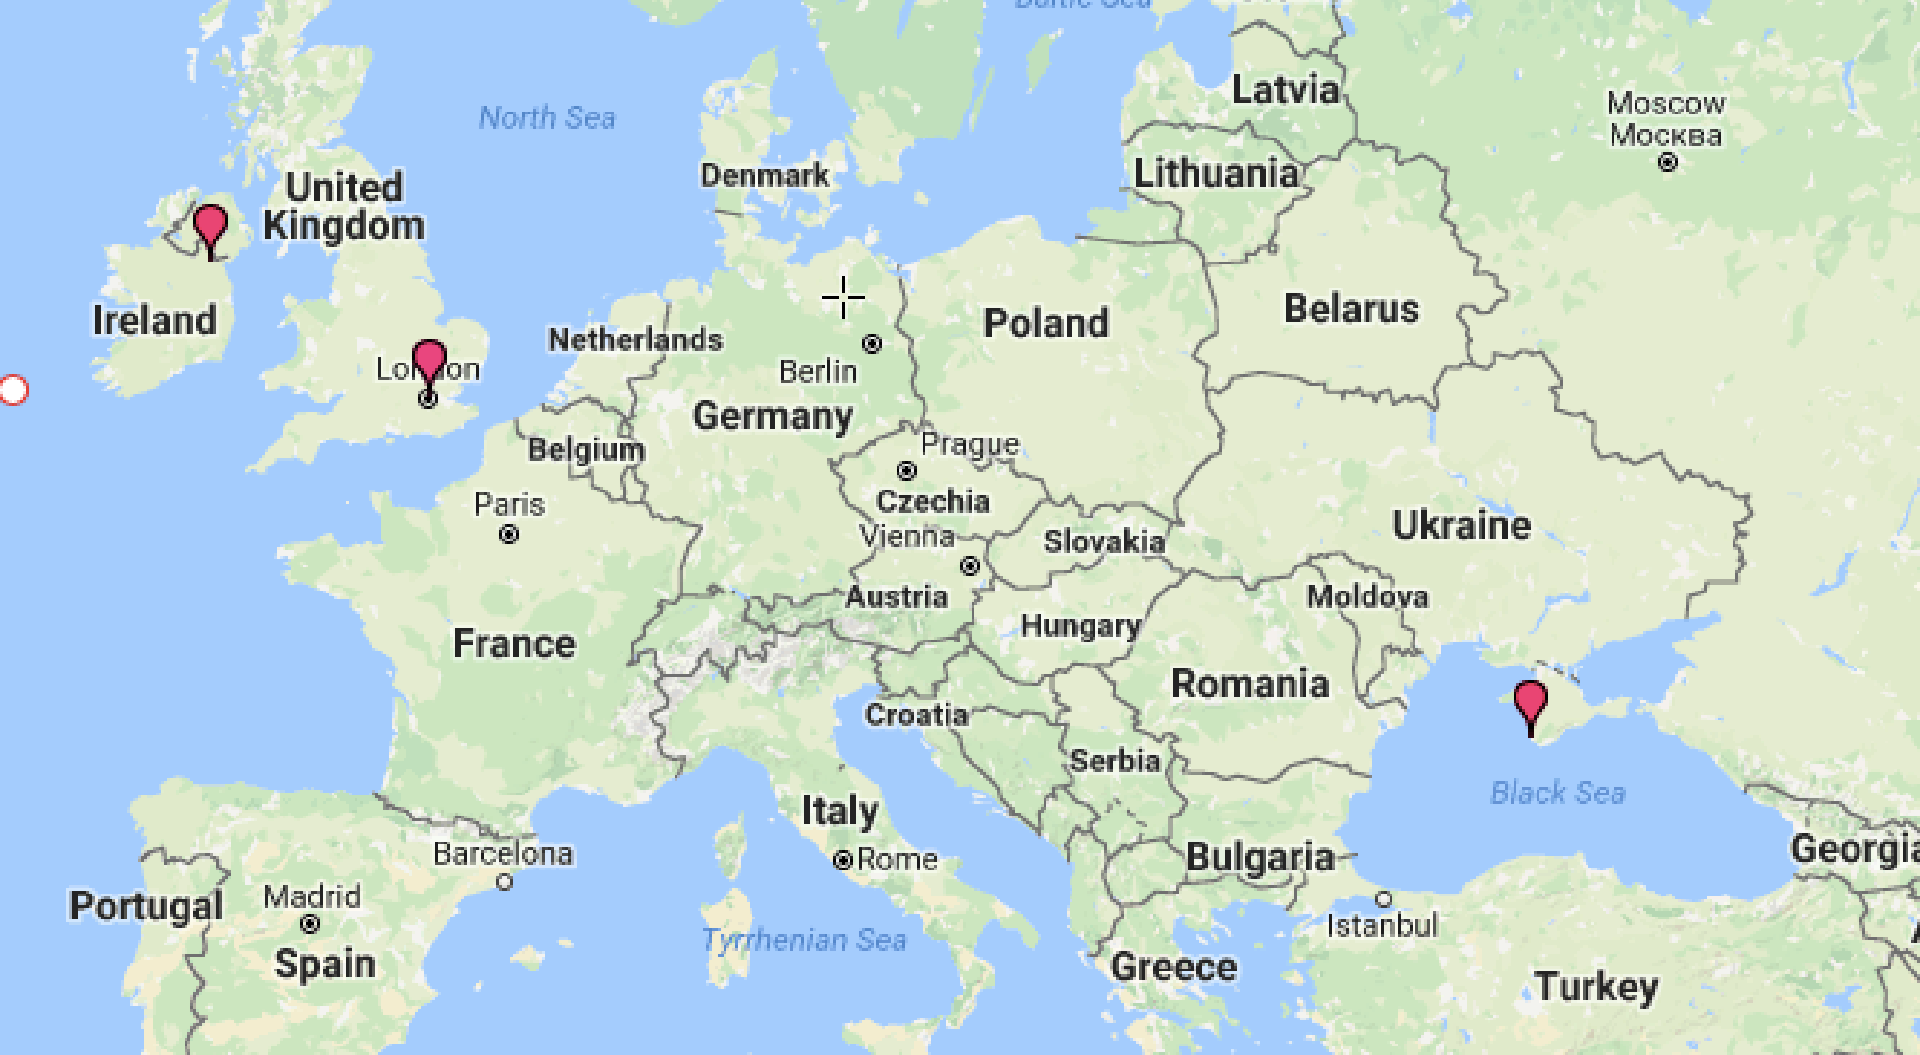 Baltic Sea
Latvia
Moscow
Москва
North Sea
Denmark
Lithuania
United
Kingdom
Ireland
Netherlands
Poland
Belarus
London
Berlin
Germany
Belgium
Prague
Paris
Czechia
Vienna
Slovakia
Ukraine
Austria
Moldova
Hungary
France
Romania
Croatia
Serbia
Black Sea
Italy
Barcelona
Rome
Bulgaria
Georgia
Madrid
Portugal
Istanbul
Tyrrhenian Sea
Spain
Greece
Turkey